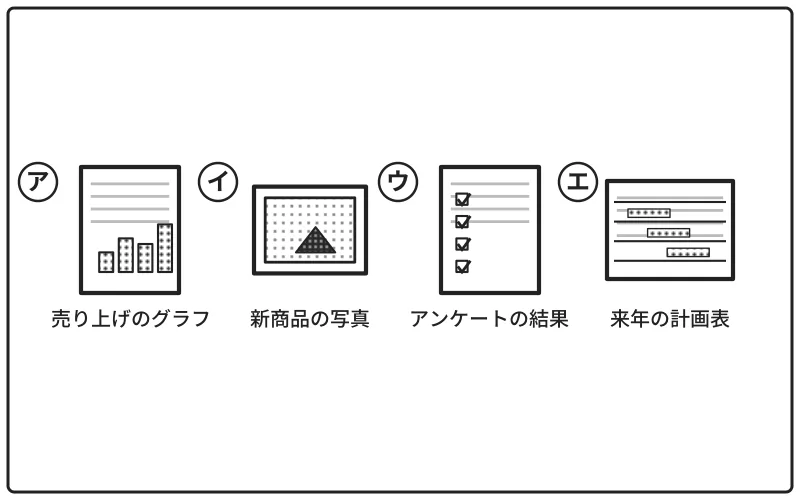 ア
売り上げのグラフ
イ
新商品の写真
ウ
アンケートの結果
エ
来年の計画表